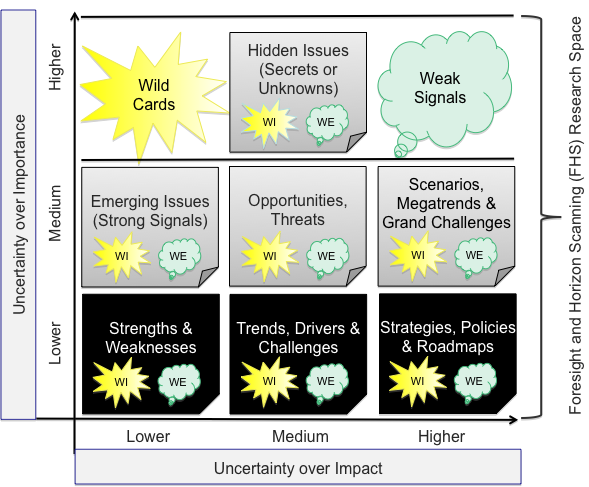 Higher
Wild
Cards
Hidden Issues
(Secrets or
Unknowns)
WI
WE
Weak
Signals
Medium
Emerging Issues
(Strong Signals)
WI
WE
Opportunities,
Threats
WI
WE
Scenarios,
Megatrends &
Grand Challenges
WI
WE
Lower
Strengths &
Weaknesses
WI
WE
Trends, Drivers &
Challenges
WI
WE
Strategies, Policies
& Roadmaps
WI
WE
Uncertainty over Importance
Lower
Medium
Higher
Uncertainty over Impact
Foresight and Horizon Scanning (FHS) Research Space